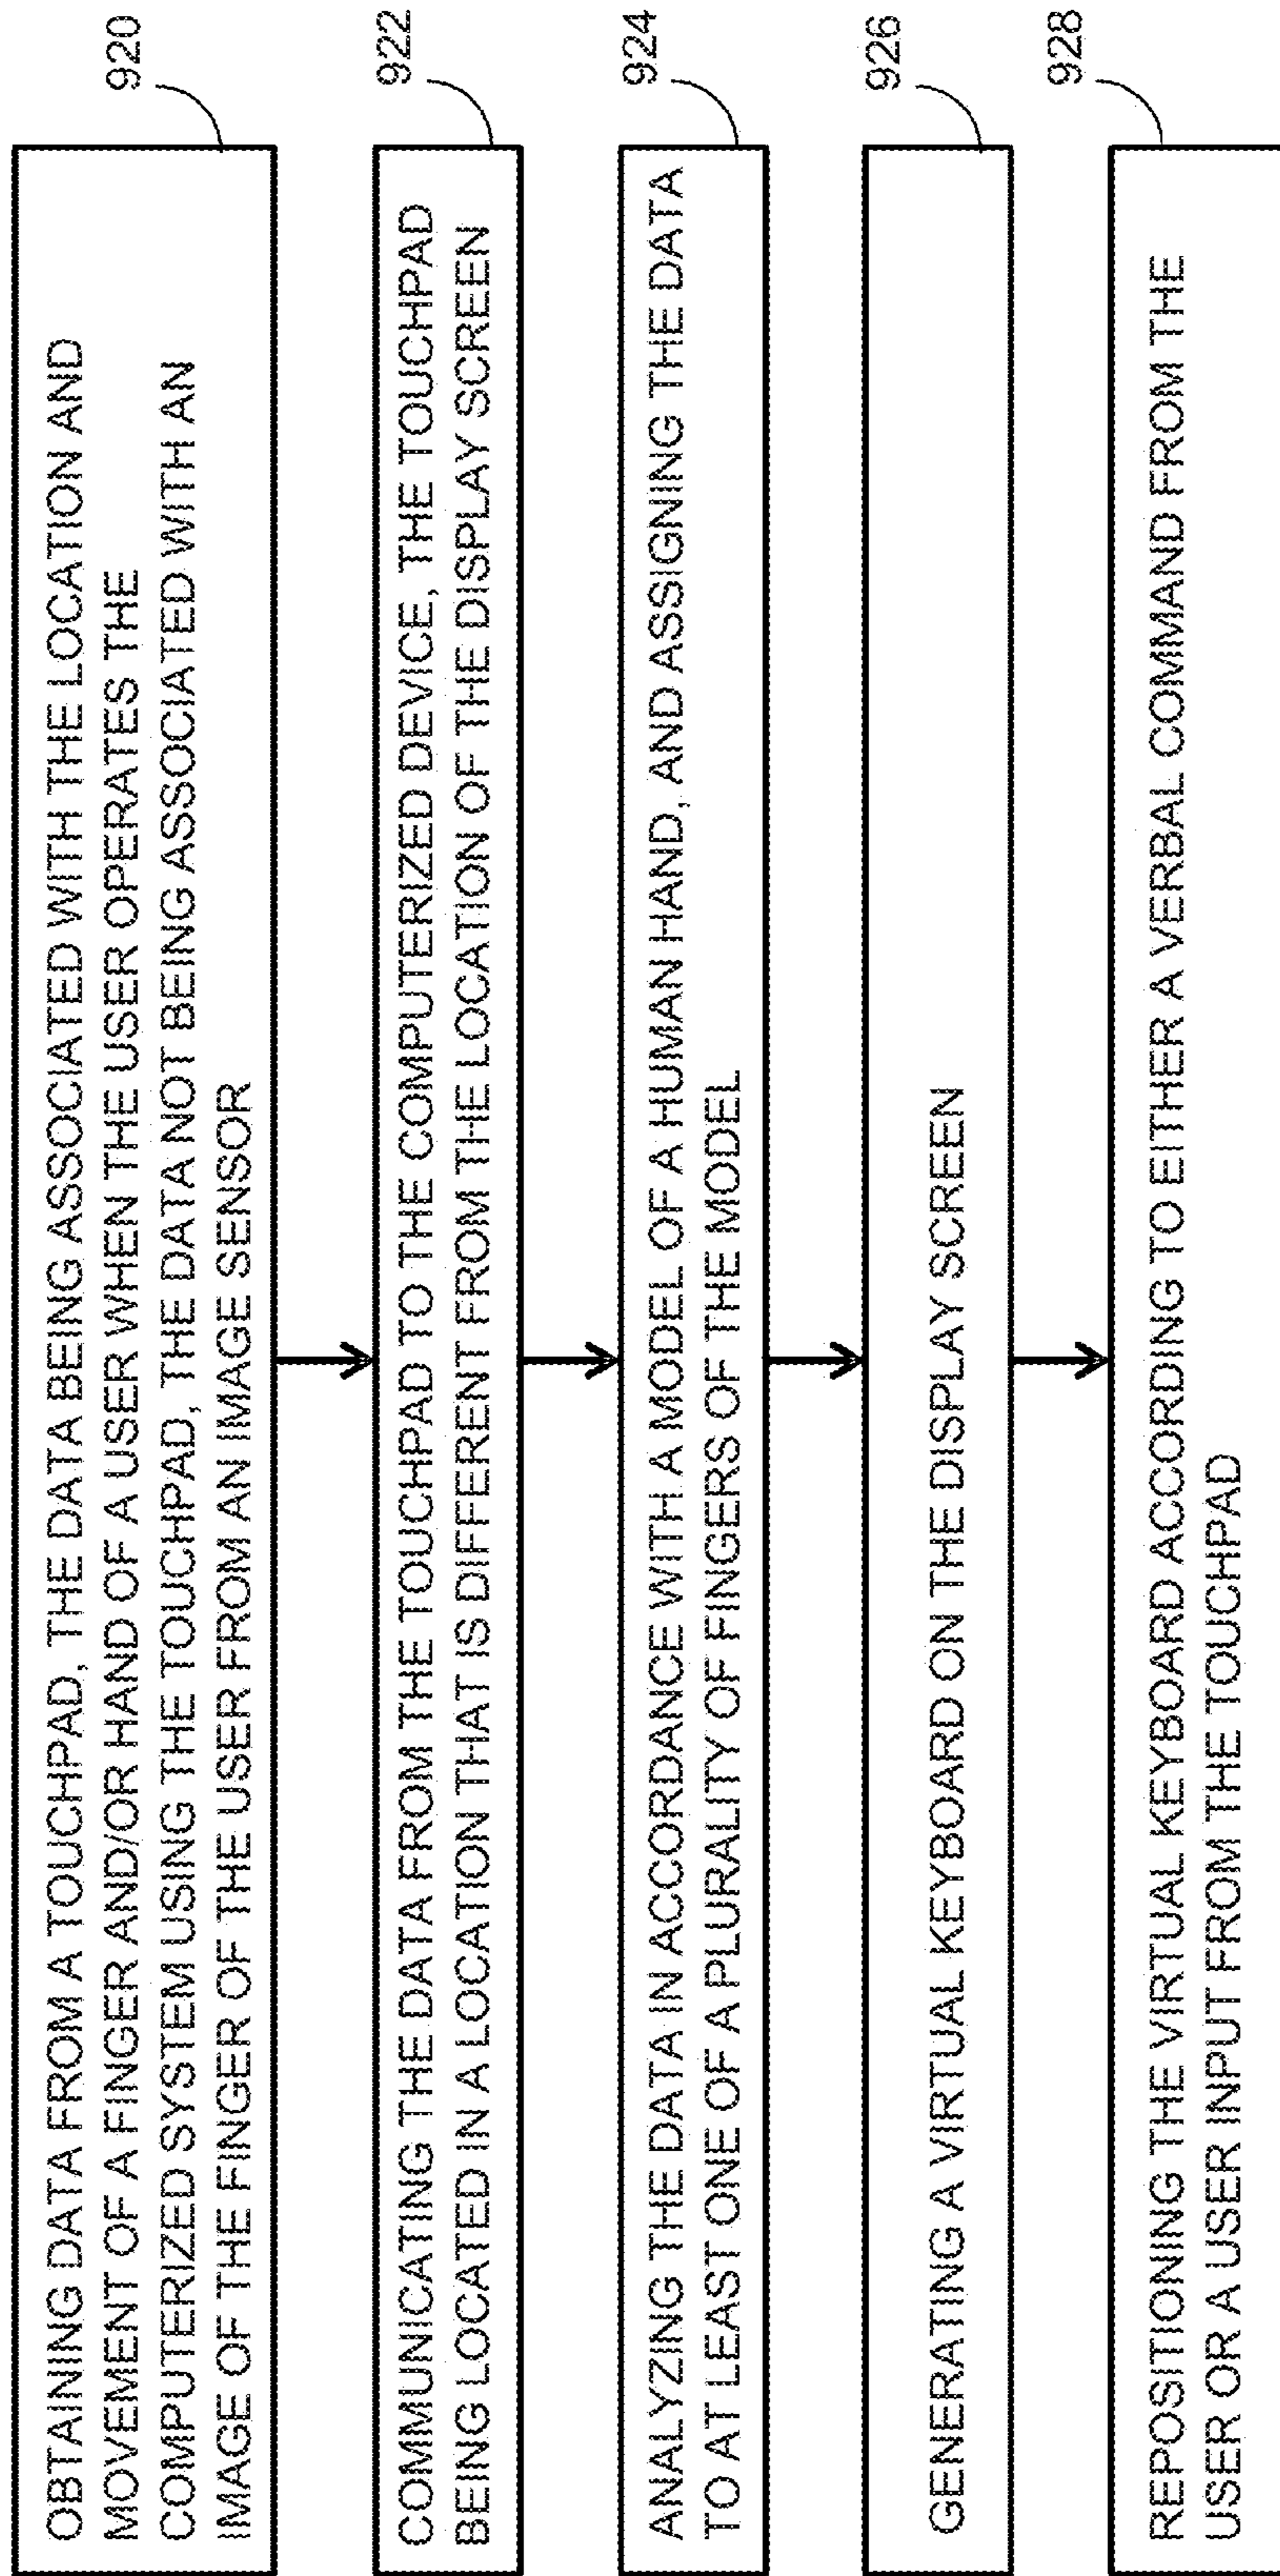 OBTAINING DATA FROM A TOUCHPAD, THE DATA BEING ASSOCIATED WITH THE LOCATION AND
MOVEMENT OF A FINGER AND/OR HAND OF A USER WHEN THE USER OPERATES THE
COMPUTERIZED SYSTEM USING THE TOUCHPAD, THE DATA NOT BEING ASSOCIATED WITH AN
IMAGE OF THE FINGER OF THE USER FROM AN IMAGE SENSOR
920
COMMUNICATING THE DATA FROM THE TOUCHPAD TO THE COMPUTERIZED DEVICE, THE TOUCHPAD
BEING LOCATED IN A LOCATION THAT IS DIFFERENT FROM THE LOCATION OF THE DISPLAY SCREEN
922
ANALYZING THE DATA IN ACCORDANCE WITH A MODEL OF A HUMAN HAND, AND ASSIGNING THE DATA
TO AT LEAST ONE OF A PLURALITY OF FINGERS OF THE MODEL
924
GENERATING A VIRTUAL KEYBOARD ON THE DISPLAY SCREEN
926
REPOSITIONING THE VIRTUAL KEYBOARD ACCORDING TO EITHER A VERBAL COMMAND FROM THE
USER OR A USER INPUT FROM THE TOUCHPAD
928